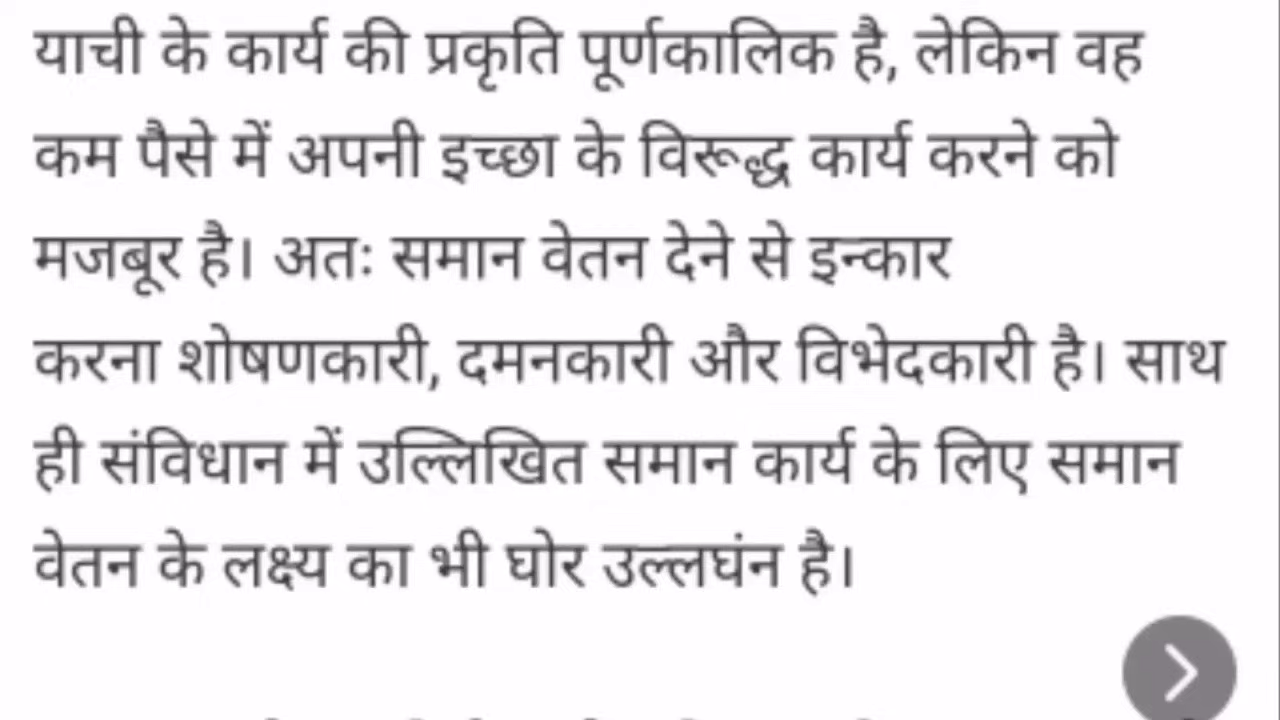 याची के कार्य की प्रकृति पूर्णकालिक है, लेकिन वह
कम पैसे में अपनी इच्छा के विरूद्ध कार्य करने को
मजबूर है। अतः समान वेतन देने से इन्कार
करना शोषणकारी, दमनकारी और विभेदकारी है। साथ
ही संविधान में उल्लिखित समान कार्य के लिए समान
वेतन के लक्ष्य का भी घोर उल्लघंन है।